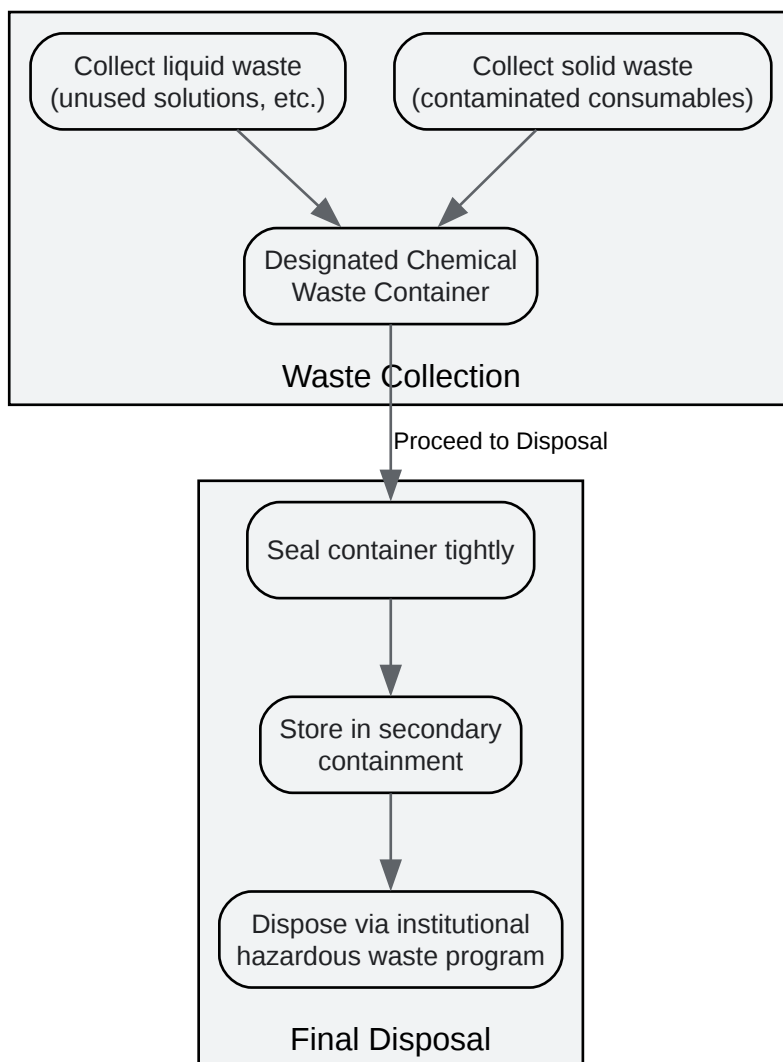 Collect liquid waste
(unused solutions, etc.)
Collect solid waste
(contaminated consumables)
Designated Chemical
Waste Container
Waste Collection
Proceed to Disposal
Seal container tightly
Store in secondary
containment
Dispose via institutional
hazardous waste program
Final Disposal